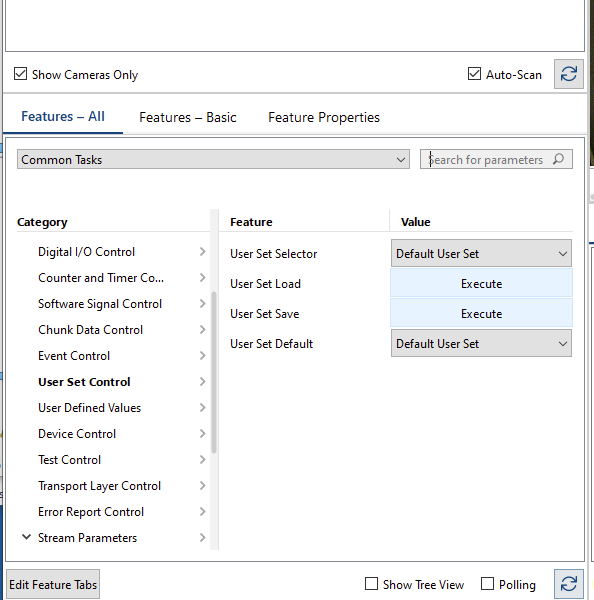 Show Cameras Only Auto-Scan
Features – All Features – Basic Feature Properties
Common Tasks Search for parameters
Category Feature Value
Digital I/O Control User Set Selector Default User Set
Counter and Timer Co... User Set Load Execute
Software Signal Control User Set Save Execute
Chunk Data Control User Set Default Default User Set
Event Control
User Set Control
User Defined Values
Device Control
Test Control
Transport Layer Control
Error Report Control
Stream Parameters
Edit Feature Tabs Show Tree View Polling